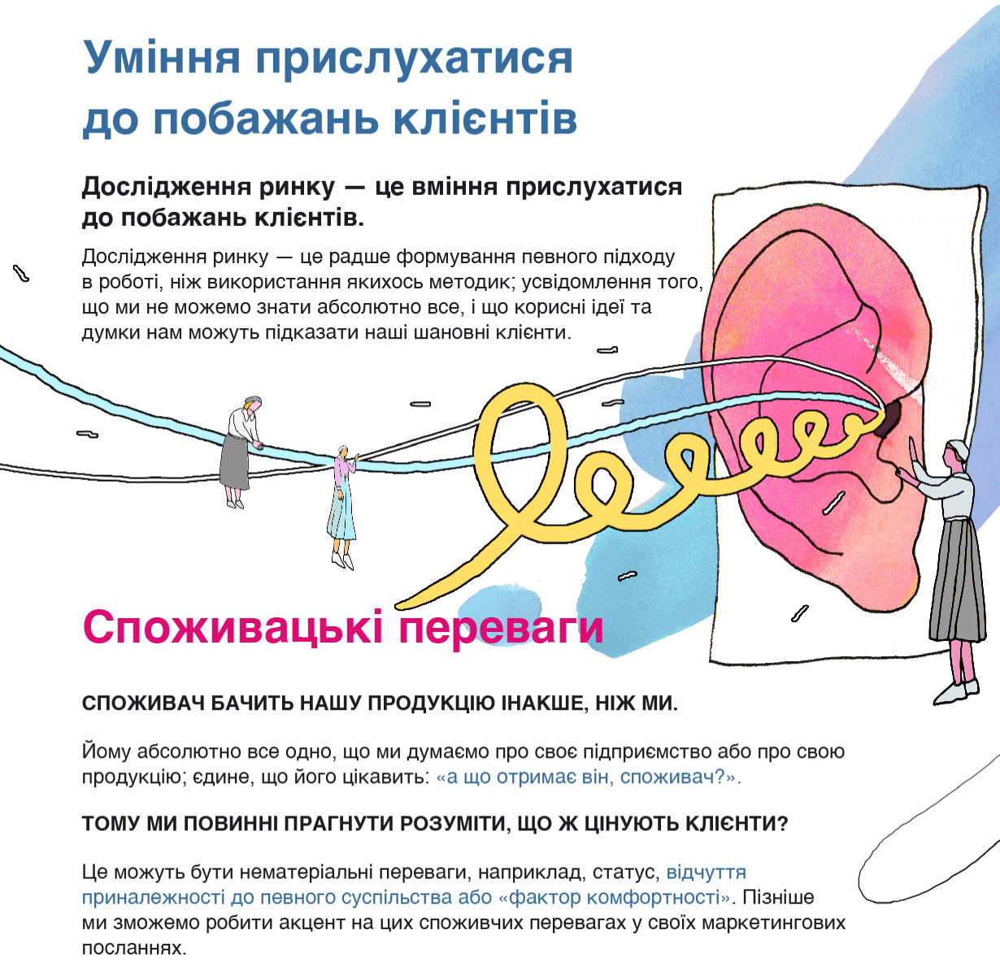 Уміння прислухатися
до побажань клієнтів
Дослідження ринку — це вміння прислухатися
до побажань клієнтів.
Дослідження ринку — це радше формування певного підходу
в роботі, ніж використання якихось методик; усвідомлення того,
що ми не можемо знати абсолютно все, і що корисні ідеї та
думки нам можуть підказати наші шановні клієнти.
Споживацькі переваги
СПОЖИВАЧ БАЧИТЬ НАШУ ПРОДУКЦІЮ ІНАКШЕ, НІЖ МИ.
Йому абсолютно все одно, що ми думаємо про своє підприємство або про свою
продукцію; єдине, що його цікавить: «а що отримає він, споживач?».
ТОМУ МИ ПОВИННІ ПРАГНУТИ РОЗУМІТИ, ЩО Ж ЦІНУЮТЬ КЛІЄНТИ?
Це можуть бути нематеріальні переваги, наприклад, статус, відчуття
приналежності до певного суспільства або «фактор комфортності». Пізніше
ми зможемо робити акцент на цих споживчих перевагах у своїх маркетингових
посланнях.